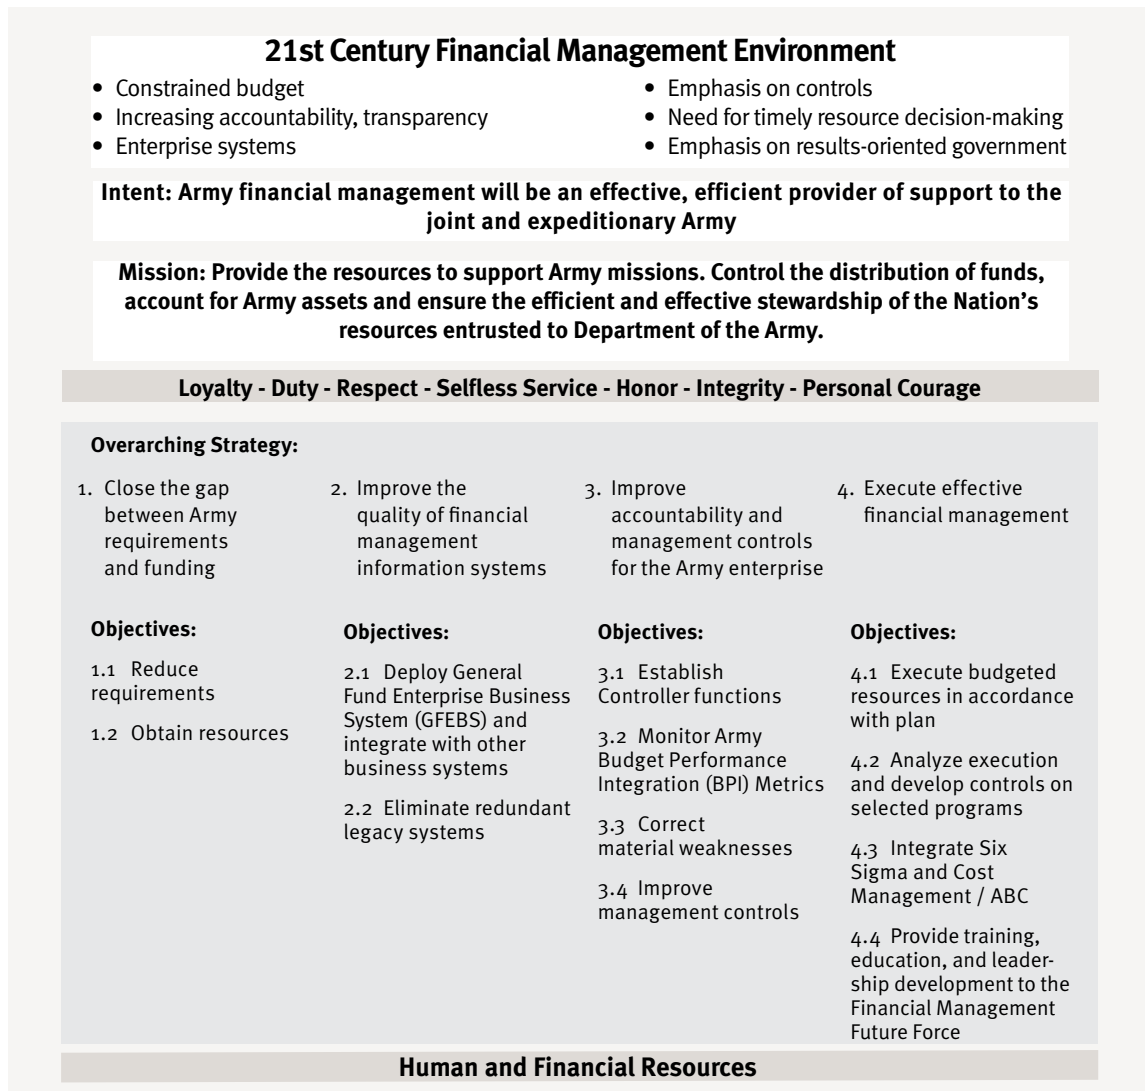 21st Century Financial Management Environment
• Constrained budget
• Increasing accountability, transparency
• Enterprise systems
• Emphasis on controls
• Need for timely resource decision-making
• Emphasis on results-oriented government
Intent: Army financial management will be an effective, efficient provider of support to the
joint and expeditionary Army
Mission: Provide the resources to support Army missions. Control the distribution of funds,
account for Army assets and ensure the efficient and effective stewardship of the Nation’s
resources entrusted to Department of the Army.
Loyalty - Duty - Respect - Selfless Service - Honor - Integrity - Personal Courage
Overarching Strategy:
1. Close the gap
between Army
requirements
and funding
2. Improve the
quality of financial
management
information systems
3. Improve
accountability and
management controls
for the Army enterprise
4. Execute effective
financial management
Objectives:
1.1 Reduce
requirements
1.2 Obtain resources
Objectives:
2.1 Deploy General
Fund Enterprise Business
System (GFEBS) and
integrate with other
business systems
2.2 Eliminate redundant
legacy systems
Objectives:
3.1 Establish
Controller functions
3.2 Monitor Army
Budget Performance
Integration (BPI) Metrics
3.3 Correct
material weaknesses
3.4 Improve
management controls
Objectives:
4.1 Execute budgeted
resources in accordance
with plan
4.2 Analyze execution
and develop controls on
selected programs
4.3 Integrate Six
Sigma and Cost
Management / ABC
4.4 Provide training,
education, and leader-
ship development to the
Financial Management
Future Force
Human and Financial Resources